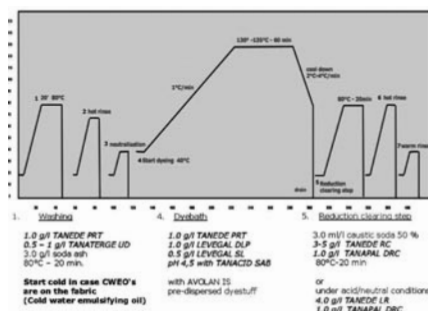 130° -135°C- 60 min
cool down
2°C-4°C/min
1°C/min
1 20' 80°C
2 hot rinse
3 neutralisation
4 Start dyeing 40°C
80°C - 20min
6 hot rinse
7 warm rinse
drain
5 Reduction
clearing step
1. Washing
1.0 g/l TANEDE PRT
0.5 – 1 g/l TANATERGE UD
3.0 g/l soda ash
80°C – 20 min.
Start cold in case CWEO's
are on the fabric
(Cold water emulsifying oil)
4. Dyebath
1.0 g/l TANEDE PRT
1.0 g/l LEVEGAL DLP
0.5 g/l LEVEGAL SL
pH 4,5 with TANACID SAB
with AVOLAN IS
pre-dispersed dyestuff
5. Reduction clearing step
3.0 ml/l caustic soda 50 %
3-5 g/l TANEDE RC
1.0 g/l TANAPAL DRC
80°C-20 min
or
under acid/neutral conditions
4.0 g/l TANEDE LR
1.0 g/l TANAPAL DRC